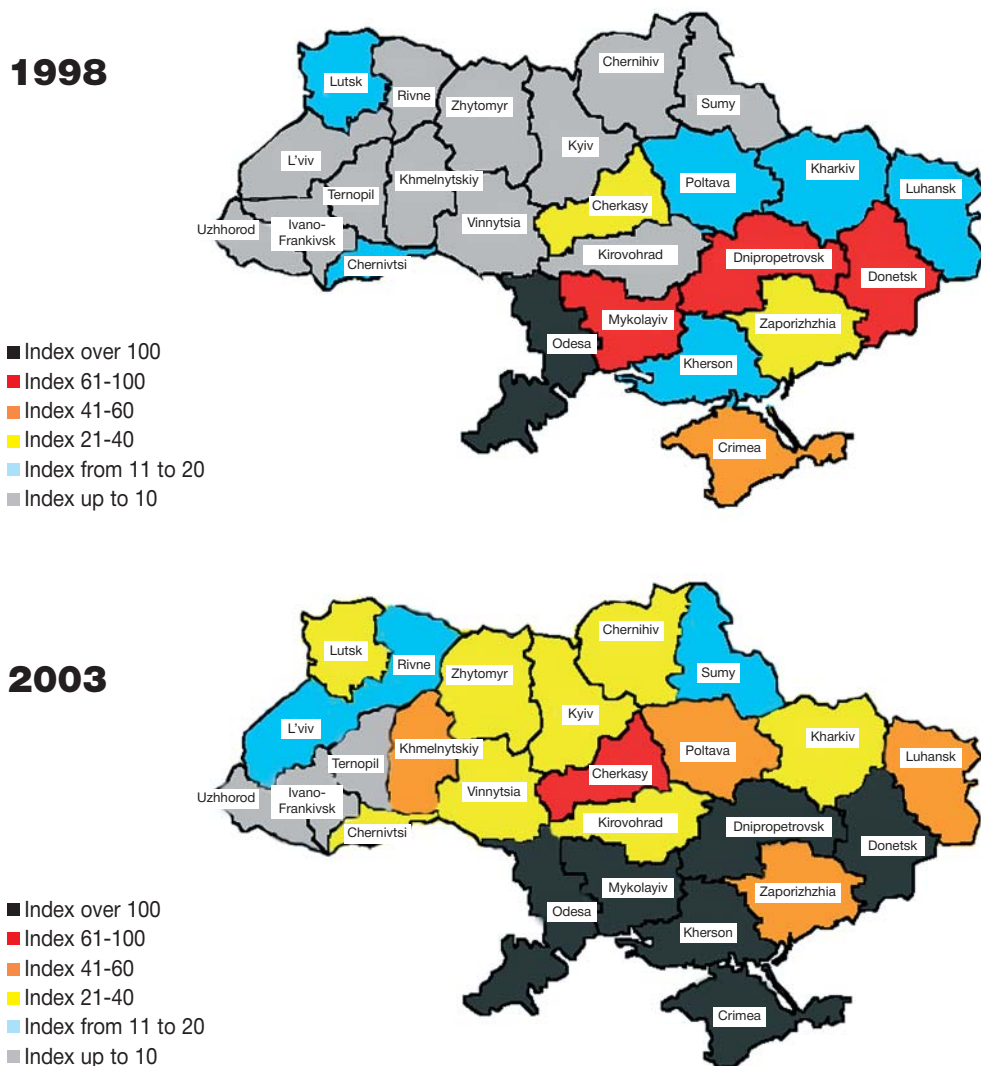 1998
Chernihiv
Lutsk
Rivne
Zhytomyr
Sumy
Kyiv
L'viv
Kharkiv
Khmelnytskiy
Poltava
Luhansk
Ternopil
Cherkasy
Vinnytsia
Uzhhorod
Ivano-
Frankivsk
Kirovohrad
Dnipropetrovsk
Chernivtsi
Donetsk
Mykolayiv
Zaporizhzhia
Odesa
Kherson
Crimea
Index over 100
Index 61-100
Index 41-60
Index 21-40
Index from 11 to 20
Index up to 10
2003
Chernihiv
Lutsk
Rivne
Zhytomyr
Sumy
Kyiv
L'viv
Kharkiv
Khmelnytskiy
Poltava
Luhansk
Ternopil
Cherkasy
Vinnytsia
Uzhhorod
Ivano-
Frankivsk
Kirovohrad
Dnipropetrovsk
Chernivtsi
Donetsk
Mykolayiv
Zaporizhzhia
Odesa
Kherson
Crimea
Index over 100
Index 61-100
Index 41-60
Index 21-40
Index from 11 to 20
Index up to 10